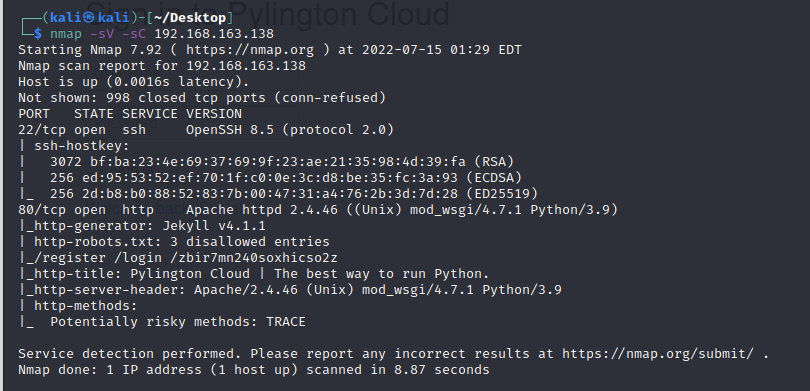 Sign in to Pylington Cloud
┌──(kali㉿kali)-[~/Desktop]
└─$ nmap -sV -sC 192.168.163.138
Starting Nmap 7.92 ( https://nmap.org ) at 2022-07-15 01:29 EDT
Nmap scan report for 192.168.163.138
Host is up (0.0016s latency).
Not shown: 998 closed tcp ports (conn-refused)
PORT   STATE SERVICE VERSION
22/tcp open  ssh     OpenSSH 8.5 (protocol 2.0)
| ssh-hostkey:
|   3072 bf:ba:23:4e:69:37:69:9f:23:ae:21:35:98:4d:39:fa (RSA)
|   256 ed:95:53:52:ef:70:1f:c0:0e:3c:d8:be:35:fc:3a:93 (ECDSA)
|_  256 2d:b8:b0:88:52:83:7b:00:47:31:a4:76:2b:3d:7d:28 (ED25519)
80/tcp open  http    Apache httpd 2.4.46 ((Unix) mod_wsgi/4.7.1 Python/3.9)
|_http-generator: Jekyll v4.1.1
| http-robots.txt: 3 disallowed entries
|_/register /login /zbir7mn240soxhicso2z
|_http-title: Pylington Cloud | The best way to run Python.
|_http-server-header: Apache/2.4.46 (Unix) mod_wsgi/4.7.1 Python/3.9
| http-methods:
|_  Potentially risky methods: TRACE
Service detection performed. Please report any incorrect results at https://nmap.org/submit/ .
Nmap done: 1 IP address (1 host up) scanned in 8.87 seconds